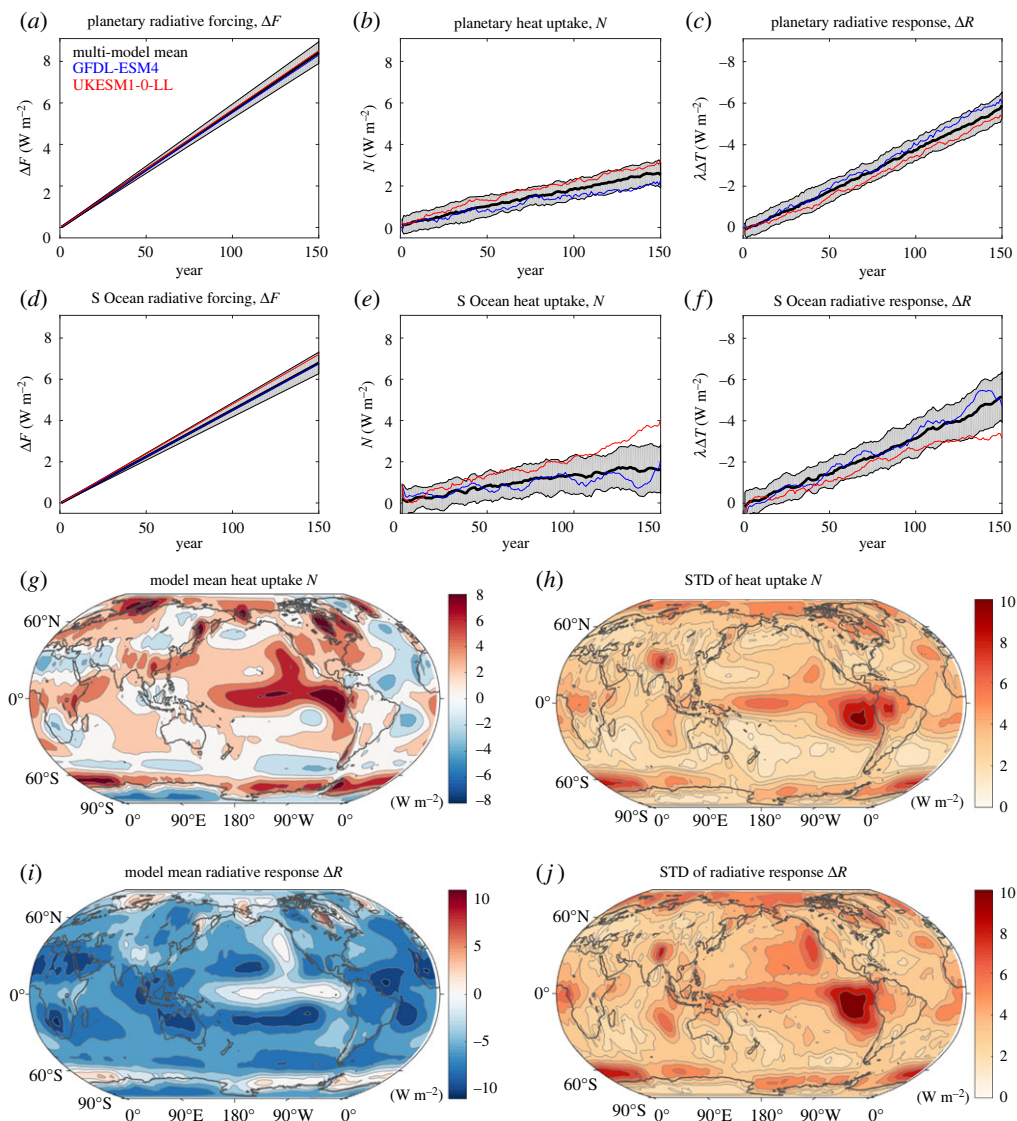 (a) planetary radiative forcing, ΔF
8
6
4
2
0
ΔF (W m−2)
multi-model mean
GFDL-ESM4
UKESM1-0-LL
0 50 100 150
year
(b) planetary heat uptake, N
8
6
4
2
0
N (W m−2)
0 50 100 150
year
(c) planetary radiative response, ΔR
−8
−6
−4
−2
0
λΔT (W m−2)
0 50 100 150
year
(d) S Ocean radiative forcing, ΔF
8
6
4
2
0
ΔF (W m−2)
0 50 100 150
year
(e) S Ocean heat uptake, N
8
6
4
2
0
N (W m−2)
0 50 100 150
year
(f) S Ocean radiative response, ΔR
−8
−6
−4
−2
0
λΔT (W m−2)
0 50 100 150
year
(g) model mean heat uptake N
60°N
0°
60°S
90°S
0° 90°E 180° 90°W 0°
8
6
4
2
0
−2
−4
−6
−8
(W m−2)
(h) STD of heat uptake N
60°N
0°
60°S
90°S
0° 90°E 180° 90°W 0°
10
8
6
4
2
0
(W m−2)
(i) model mean radiative response ΔR
60°N
0°
60°S
90°S
0° 90°E 180° 90°W 0°
10
5
0
−5
−10
(W m−2)
(j) STD of radiative response ΔR
60°N
0°
60°S
90°S
0° 90°E 180° 90°W 0°
10
8
6
4
2
0
(W m−2)